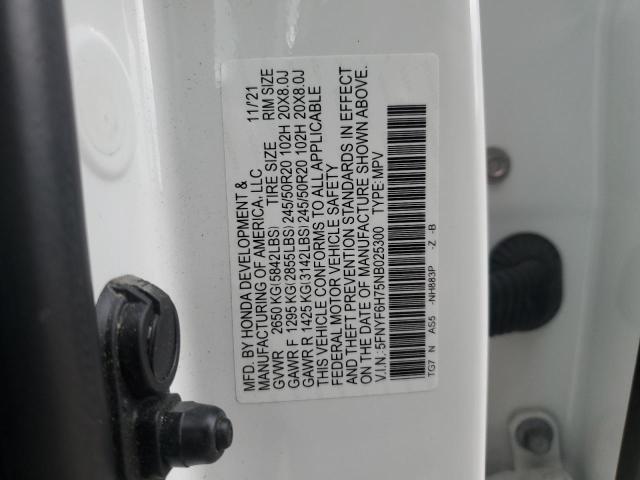 MFD. BY HONDA DEVELOPMENT & 11/21
MANUFACTURING OF AMERICA, LLC
GVWR 2650 KG(5842LBS) TIRE SIZE RIM SIZE
GAWR F 1295 KG(2855LBS) 245/50R20 102H 20X8.0J
GAWR R 1425 KG(3142LBS) 245/50R20 102H 20X8.0J
THIS VEHICLE CONFORMS TO ALL APPLICABLE
FEDERAL MOTOR VEHICLE SAFETY
AND THEFT PREVENTION STANDARDS IN EFFECT
ON THE DATE OF MANUFACTURE SHOWN ABOVE.
V.I.N.:5FNYF6H75NB025300 TYPE:MPV
TG7 N AS5 -NH883P -Z -B